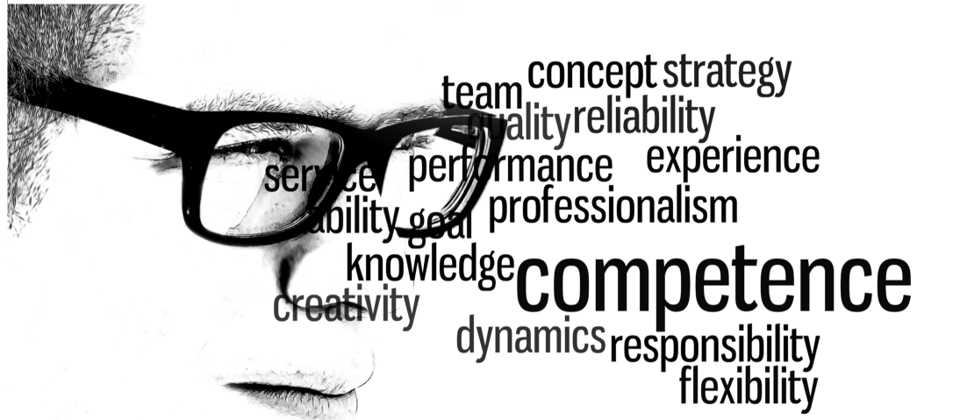 concept strategy
team
quality reliability
performance experience
service
professionalism
ability goal
knowledge
competence
creativity
dynamics responsibility
flexibility